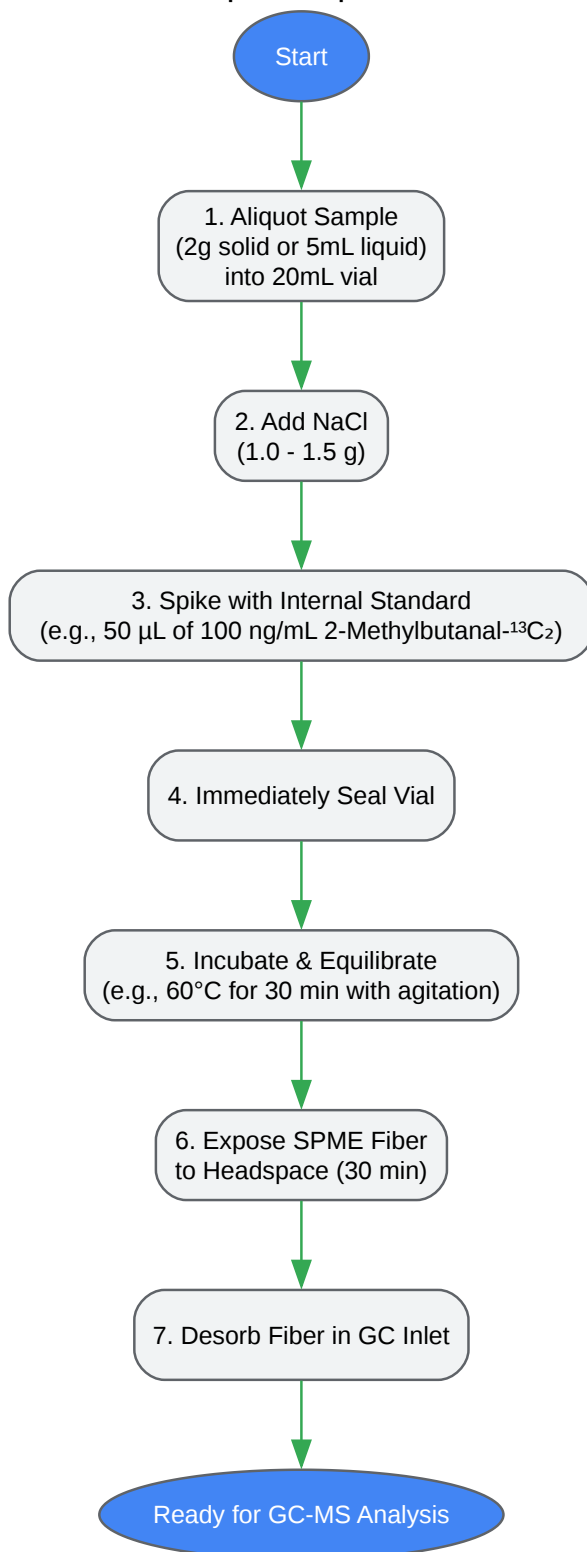 Start
1. Aliquot Sample
(2g solid or 5mL liquid)
into 20mL vial
2. Add NaCl
(1.0 - 1.5 g)
3. Spike with Internal Standard
(e.g., 50 µL of 100 ng/mL 2-Methylbutanal-¹³C₂)
4. Immediately Seal Vial
5. Incubate & Equilibrate
(e.g., 60°C for 30 min with agitation)
6. Expose SPME Fiber
to Headspace (30 min)
7. Desorb Fiber in GC Inlet
Ready for GC-MS Analysis